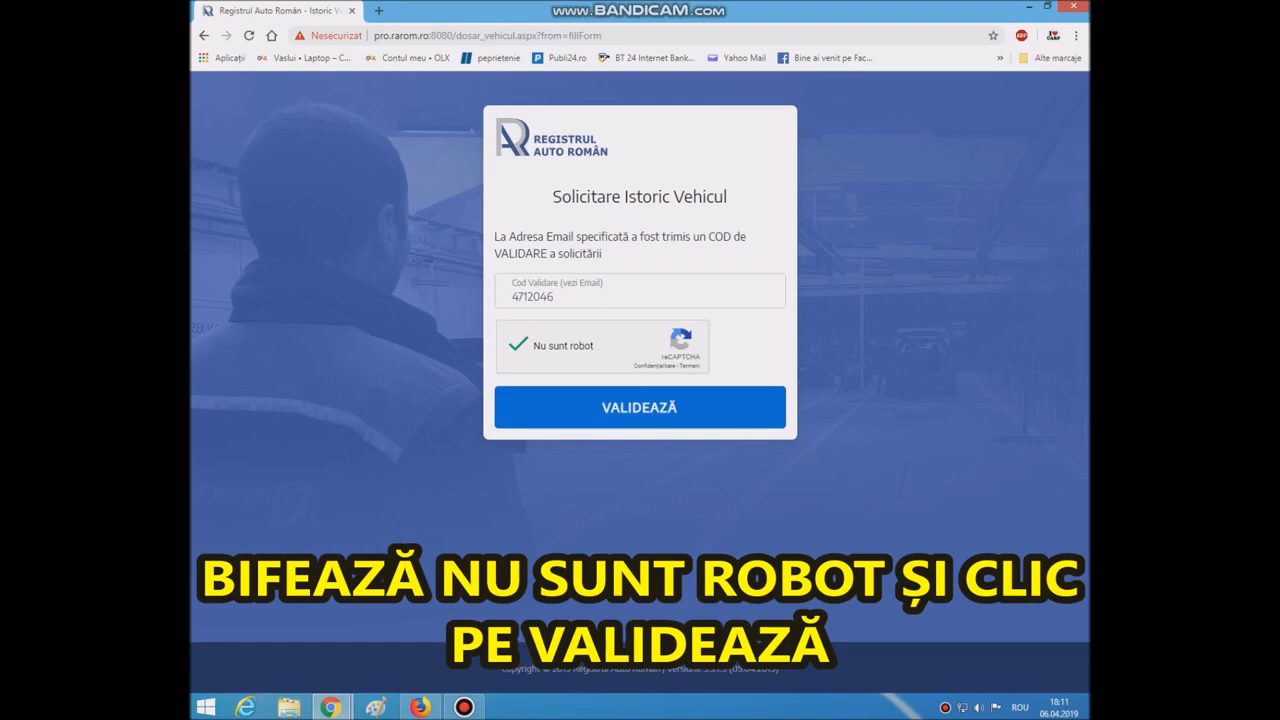 www.BANDICAM.com
Registrul Auto Român - Istoric V
Nesecurizat
pro.rarom.ro:8080/dosar_vehicul.aspx?from=fillForm
Aplicații
Vaslui • Laptop – C...
Contul meu • OLX
peprietenie
Publi24.ro
BT 24 Internet Bank...
Yahoo Mail
Bine ai venit pe Fac...
»
Alte marcaje
REGISTRUL
AUTO ROMÂN
Solicitare Istoric Vehicul
La Adresa Email specificată a fost trimis un COD de
VALIDARE a solicitării
Cod Validare (vezi Email)
4712046
Nu sunt robot
reCAPTCHA
Confidențialitate - Termeni
VALIDEAZĂ
BIFEAZĂ NU SUNT ROBOT ȘI CLIC
PE VALIDEAZĂ
ROU
18:11
06.04.2019